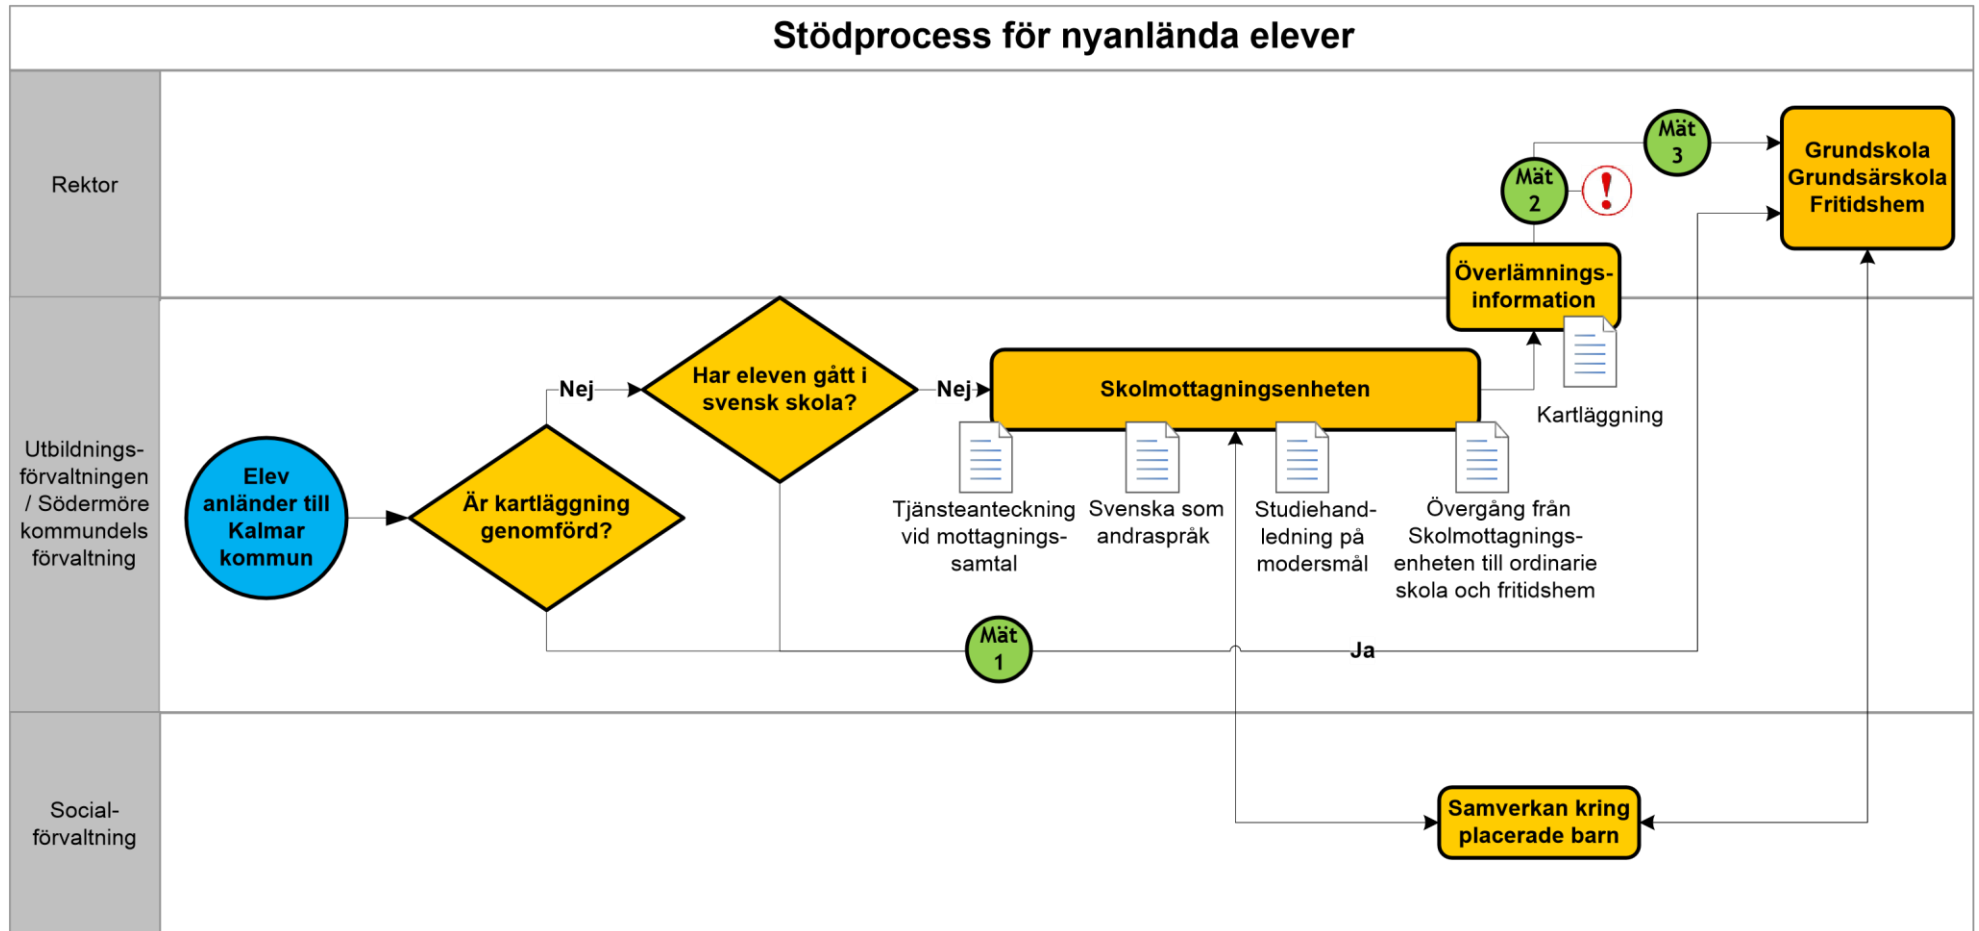 Stödprocess för nyanlända elever
Rektor
Mät
3
Mät
2
!
Grundskola
Grundsärskola
Fritidshem
Överlämnings-
information
Kartläggning
Utbildnings-
förvaltningen
/ Södermöre
kommundels
förvaltning
Elev
anländer till
Kalmar
kommun
Är kartläggning
genomförd?
Nej
Har eleven gått i
svensk skola?
Nej
Skolmottagningsenheten
Tjänsteanteckning
vid mottagnings-
samtal
Svenska som
andraspråk
Studiehand-
ledning på
modersmål
Övergång från
Skolmottagnings-
enheten till ordinarie
skola och fritidshem
Mät
1
Ja
Social-
förvaltning
Samverkan kring
placerade barn